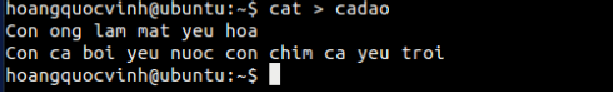 hoangquocvinh@ubuntu:~$ cat > cadao
Con ong lam mat yeu hoa
Con ca boi yeu nuoc con chim ca yeu troi
hoangquocvinh@ubuntu:~$